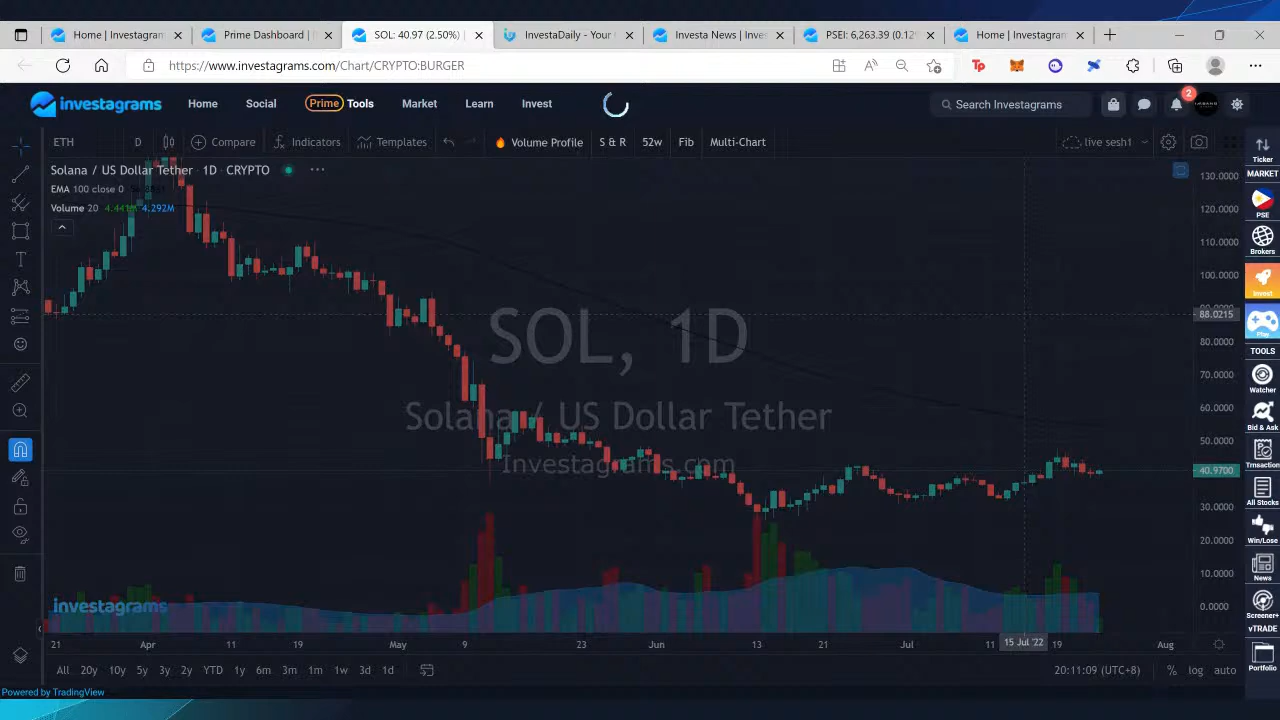 Home | Investagram
Prime Dashboard |
SOL: 40.97 (2.50%) |
InvestaDaily - Your
Investa News | Inves
PSEI: 6,263.39 (0.12%
Home | Investagram
https://www.investagrams.com/Chart/CRYPTO:BURGER
investagrams
Home
Social
Prime Tools
Market
Learn
Invest
Search Investagrams
2
ETH
D
Compare
Indicators
Templates
Volume Profile
S & R
52w
Fib
Multi-Chart
live sesh1
Solana / US Dollar Tether · 1D · CRYPTO
EMA 100 close 0
Volume 20 4.441M 4.292M
SOL, 1D
Solana / US Dollar Tether
Investagrams.com
investagrams
130.0000
120.0000
110.0000
100.0000
88.0215
80.0000
70.0000
60.0000
50.0000
40.9700
30.0000
20.0000
10.0000
0.0000
21
Apr
11
19
May
9
23
Jun
13
21
Jul
11
15 Jul '22
19
Aug
All
20y
10y
5y
3y
2y
YTD
1y
6m
3m
1m
1w
3d
1d
20:11:09 (UTC+8)
%
log
auto
Powered by TradingView
Ticker
MARKET
PSE
Brokers
Invest
Play
TOOLS
Watcher
Bid & Ask
Trnsaction
All Stocks
Win/Lose
News
Screener+
vTRADE
Portfolio